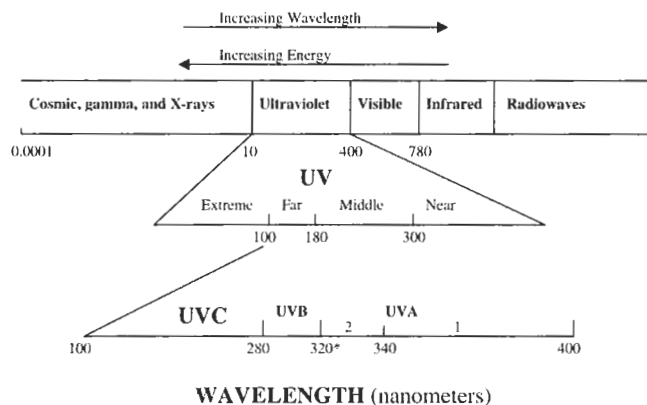 Increasing Wavelength
Increasing Energy
Cosmic, gamma, and X-rays Ultraviolet Visible Infrared Radiowaves
0.0001 10 400 780
UV
Extreme Far Middle Near
100 180 300
UVC UVB 2 UVA 1
100 280 320* 340 400
WAVELENGTH (nanometers)